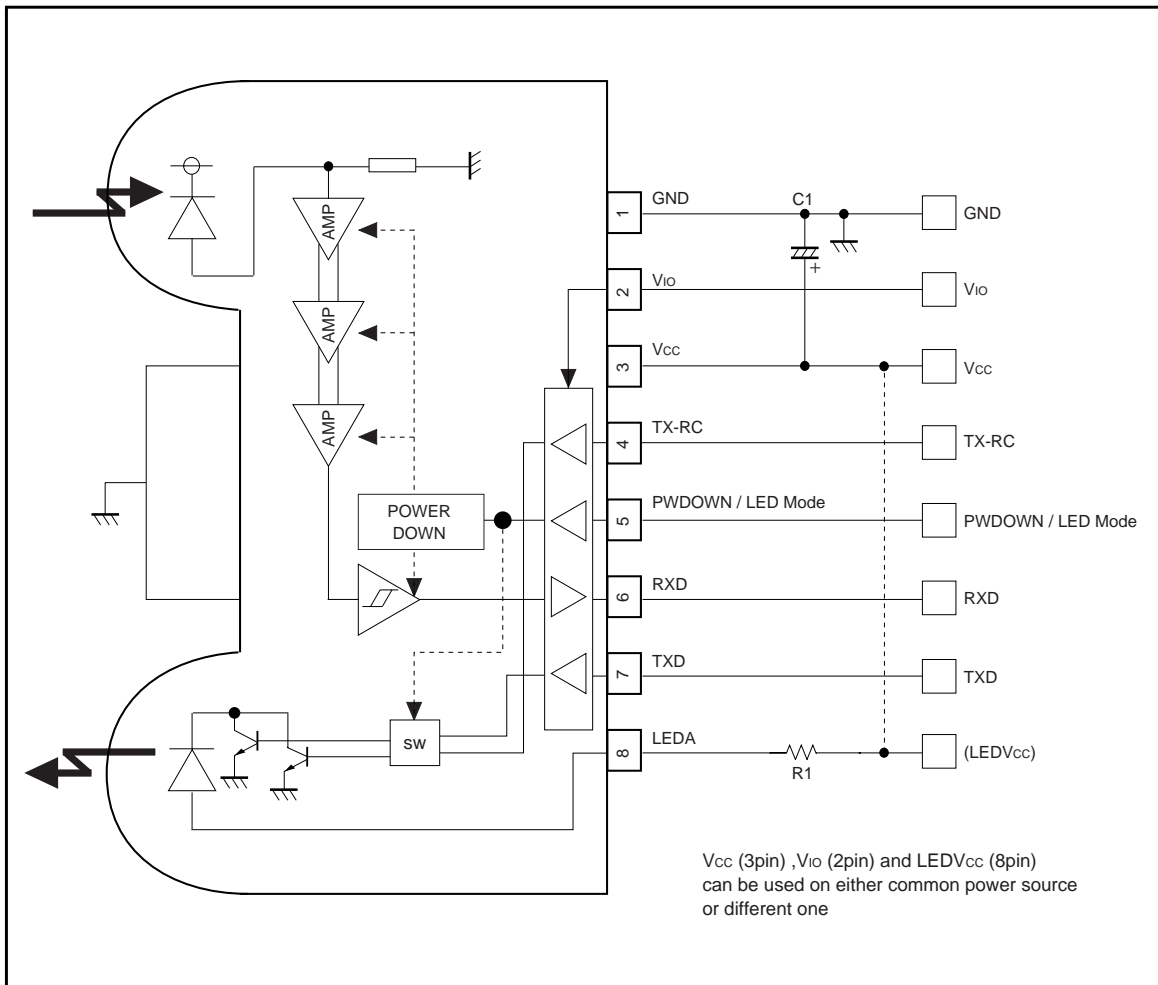 AMP
AMP
AMP
POWER
DOWN
SW
1
GND
C1
+
GND
2
VIO
VIO
3
VCC
VCC
4
TX-RC
TX-RC
5
PWDOWN / LED Mode
PWDOWN / LED Mode
6
RXD
RXD
7
TXD
TXD
8
LEDA
R1
(LEDVCC)
VCC (3pin) ,VIO (2pin) and LEDVCC (8pin)
can be used on either common power source
or different one